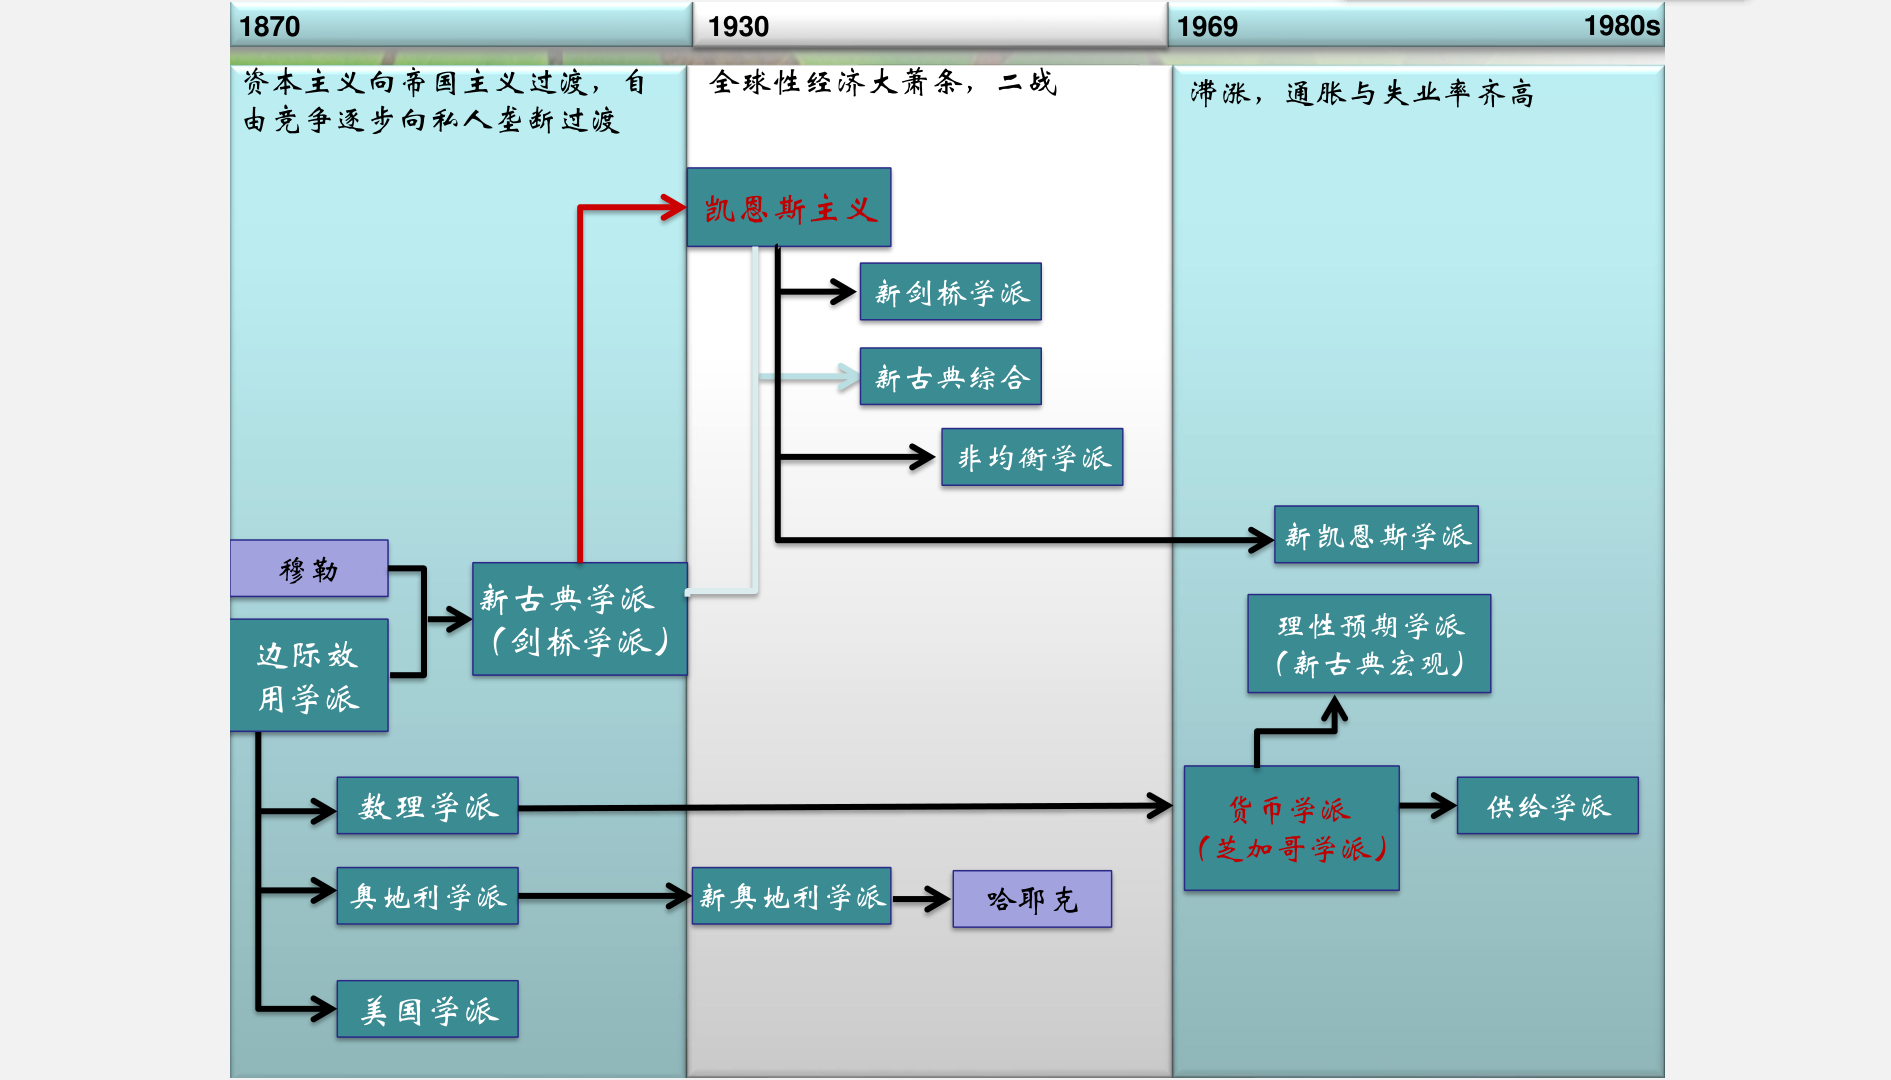 1870
1930
1969
1980s
资本主义向帝国主义过渡，自
由竞争逐步向私人垄断过渡
全球性经济大萧条，二战
滞涨，通胀与失业率齐高
凯恩斯主义
新剑桥学派
新古典综合
非均衡学派
新凯恩斯学派
穆勒
边际效
用学派
新古典学派
（剑桥学派）
理性预期学派
（新古典宏观）
数理学派
货币学派
（芝加哥学派）
供给学派
奥地利学派
新奥地利学派
哈耶克
美国学派